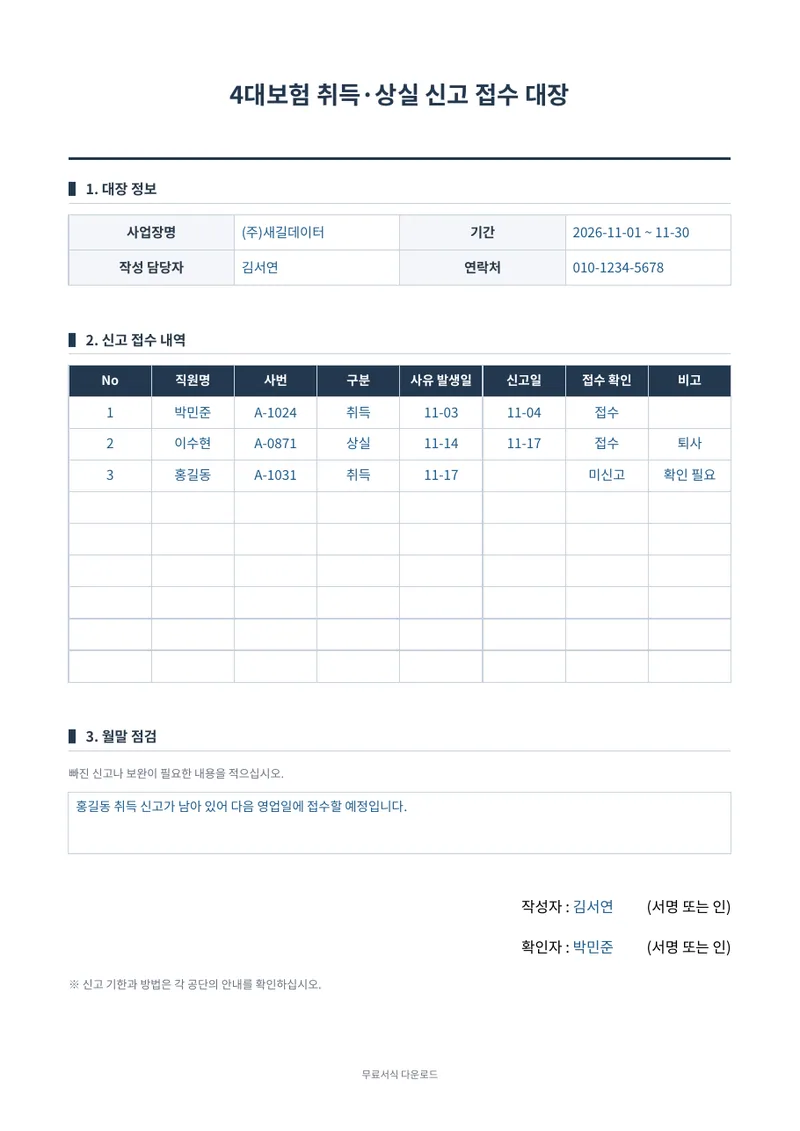 4대보험 취득·상실 신고 접수 대장
1. 대장 정보
사업장명 (주)새길데이터 기간 2026-11-01 ~ 11-30
작성 담당자 김서연 연락처 010-1234-5678
2. 신고 접수 내역
No 직원명 사번 구분 사유 발생일 신고일 접수 확인 비고
1 박민준 A-1024 취득 11-03 11-04 접수
2 이수현 A-0871 상실 11-14 11-17 접수 퇴사
3 홍길동 A-1031 취득 11-17 미신고 확인 필요
3. 월말 점검
빠진 신고나 보완이 필요한 내용을 적으십시오.
홍길동 취득 신고가 남아 있어 다음 영업일에 접수할 예정입니다.
작성자 : 김서연 (서명 또는 인)
확인자 : 박민준 (서명 또는 인)
※ 신고 기한과 방법은 각 공단의 안내를 확인하십시오.
무료서식 다운로드